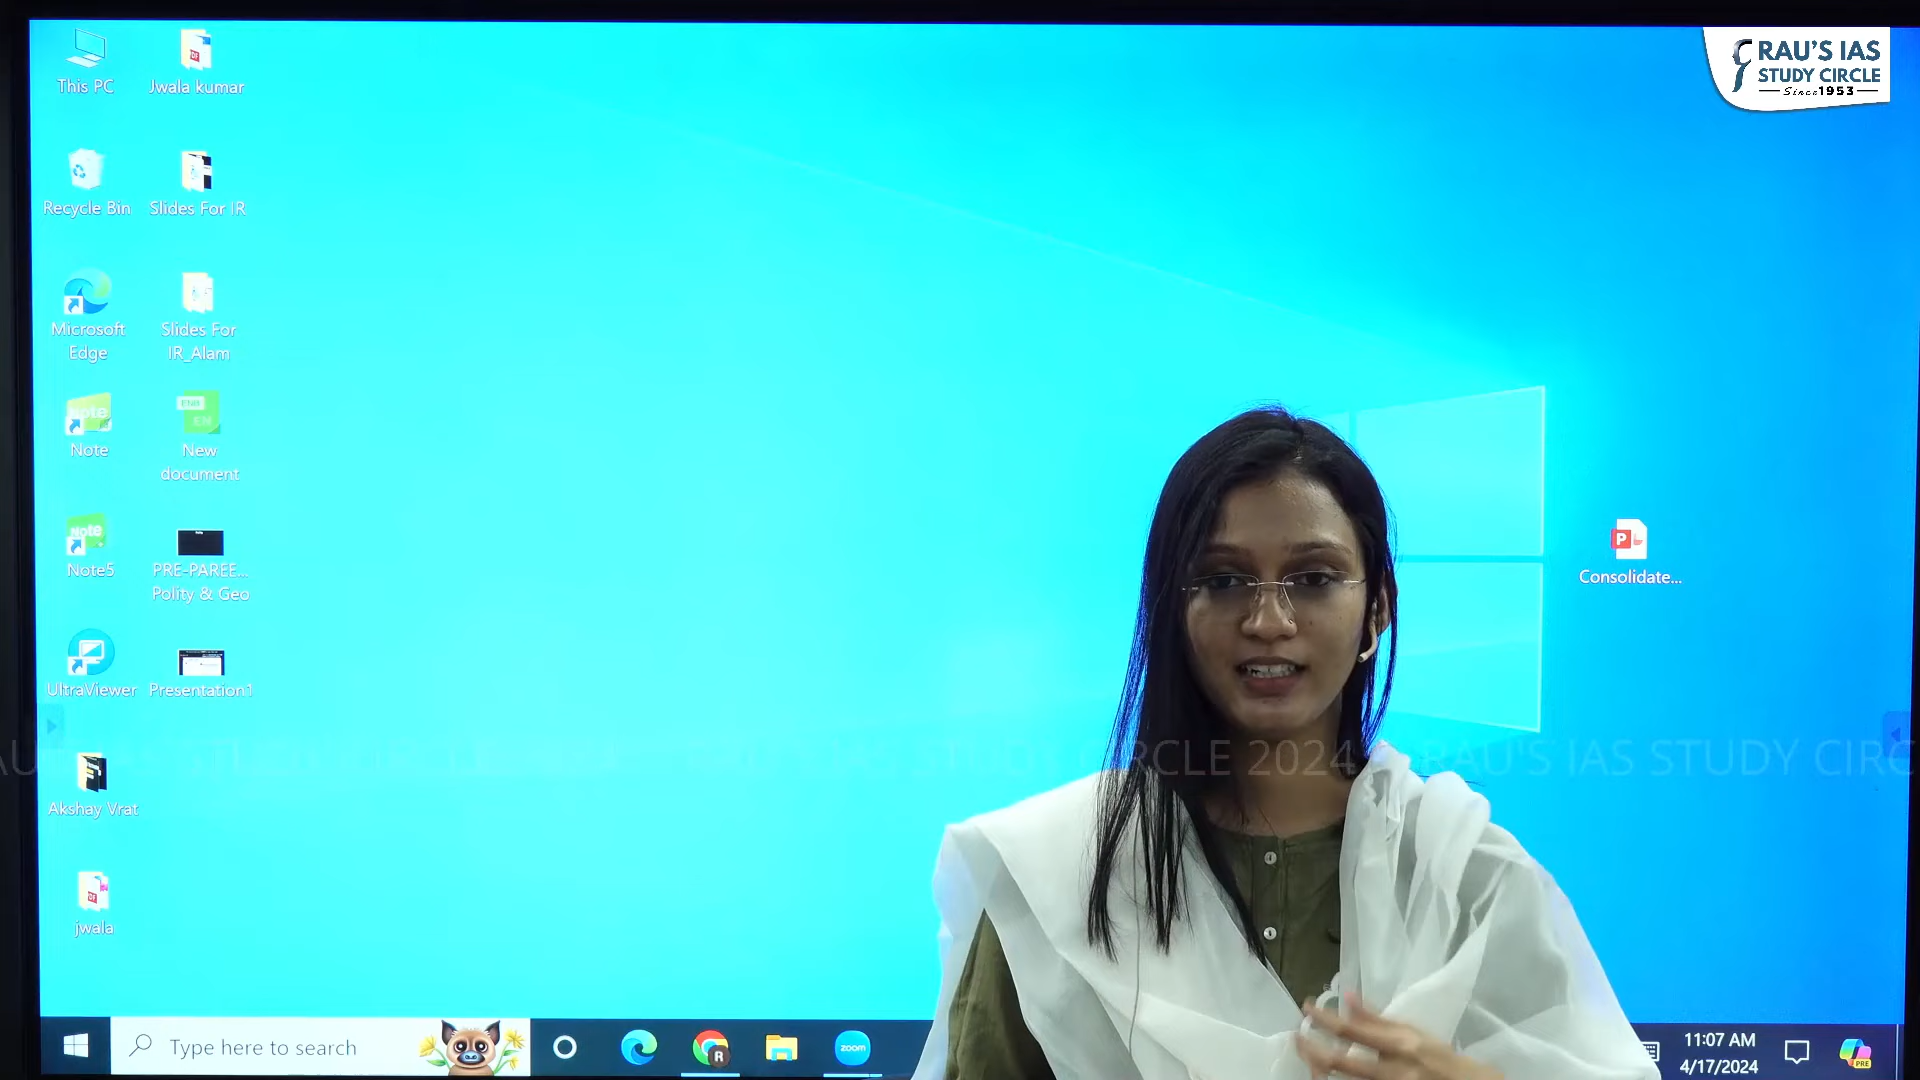 RAU'S IAS
STUDY CIRCLE
Since 1953
This PC
Jwala kumar
Recycle Bin
Slides For IR
Microsoft
Edge
Slides For
IR_Alam
Note
New
document
Note5
PRE-PAREE...
Polity & Geo
UltraViewer
Presentation1
Consolidate...
STUDY CIRCLE 2024
RAU'S IAS STUDY CIRC
Akshay Vrat
jwala
Type here to search
zoom
11:07 AM
4/17/2024